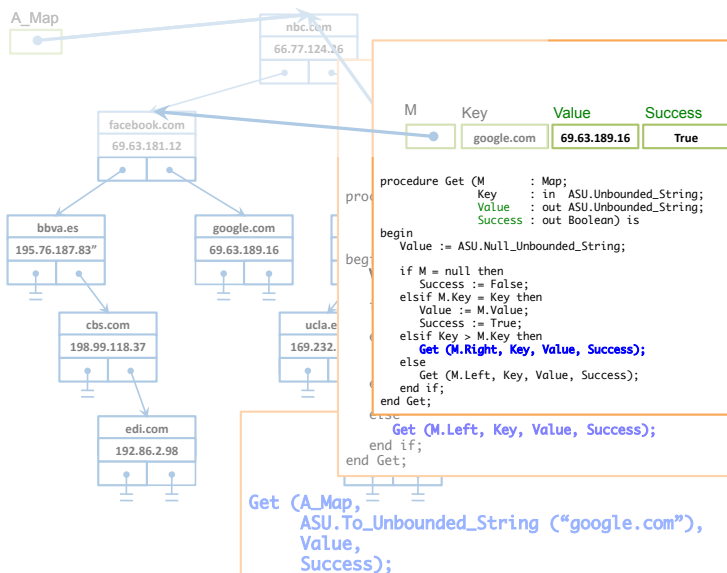 A_Map
nbc.com
66.77.124.26
facebook.com
69.63.181.12
bbva.es
195.76.187.83”
google.com
69.63.189.16
cbs.com
198.99.118.37
ucla.e
169.232.
edi.com
192.86.2.98
M Key Value Success
google.com 69.63.189.16 True
procedure Get (M : Map;
Key : in ASU.Unbounded_String;
Value : out ASU.Unbounded_String;
Success : out Boolean) is
begin
Value := ASU.Null_Unbounded_String;
if M = null then
Success := False;
elsif M.Key = Key then
Value := M.Value;
Success := True;
elsif Key > M.Key then
Get (M.Right, Key, Value, Success);
else
Get (M.Left, Key, Value, Success);
end if;
end Get;
proc
begi
else
Get (M.Left, Key, Value, Success);
end if;
end Get;
Get (A_Map,
ASU.To_Unbounded_String (“google.com”),
Value,
Success);